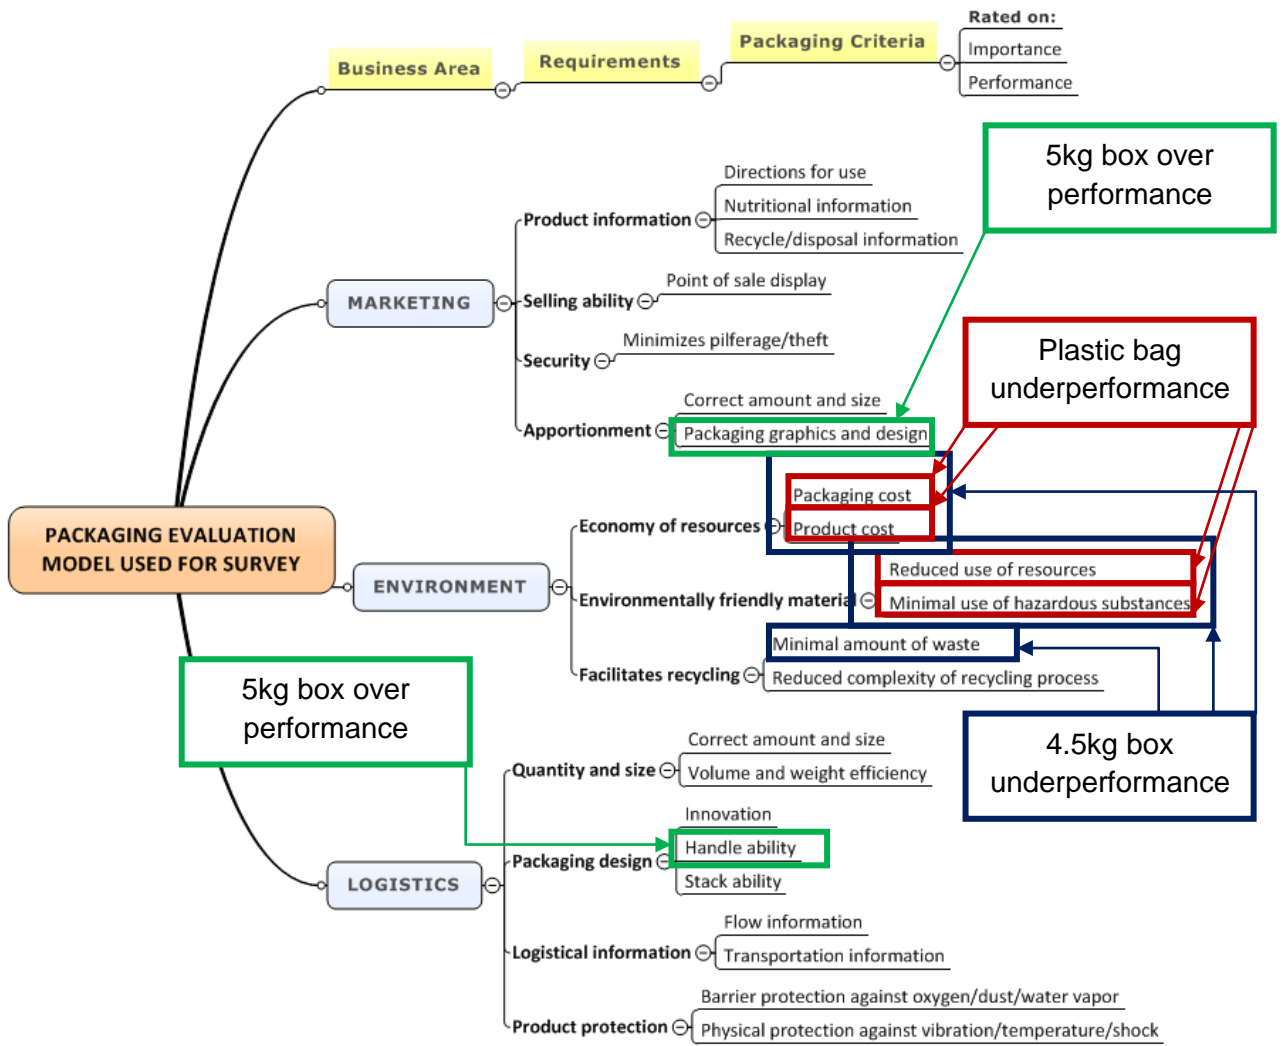 Business Area
Requirements
Packaging Criteria
Rated on:
Importance
Performance
5kg box over
performance
Directions for use
Product information
Nutritional information
Recycle/disposal information
MARKETING
Selling ability
Point of sale display
Security
Minimizes pilferage/theft
Plastic bag
underperformance
Correct amount and size
Apportionment
Packaging graphics and design
PACKAGING EVALUATION
MODEL USED FOR SURVEY
Packaging cost
Economy of resources
Product cost
ENVIRONMENT
Reduced use of resources
Environmentally friendly material
Minimal use of hazardous substances
Minimal amount of waste
Facilitates recycling
Reduced complexity of recycling process
5kg box over
performance
4.5kg box
underperformance
Correct amount and size
Quantity and size
Volume and weight efficiency
Innovation
Packaging design
Handle ability
Stack ability
LOGISTICS
Flow information
Logistical information
Transportation information
Barrier protection against oxygen/dust/water vapor
Product protection
Physical protection against vibration/temperature/shock